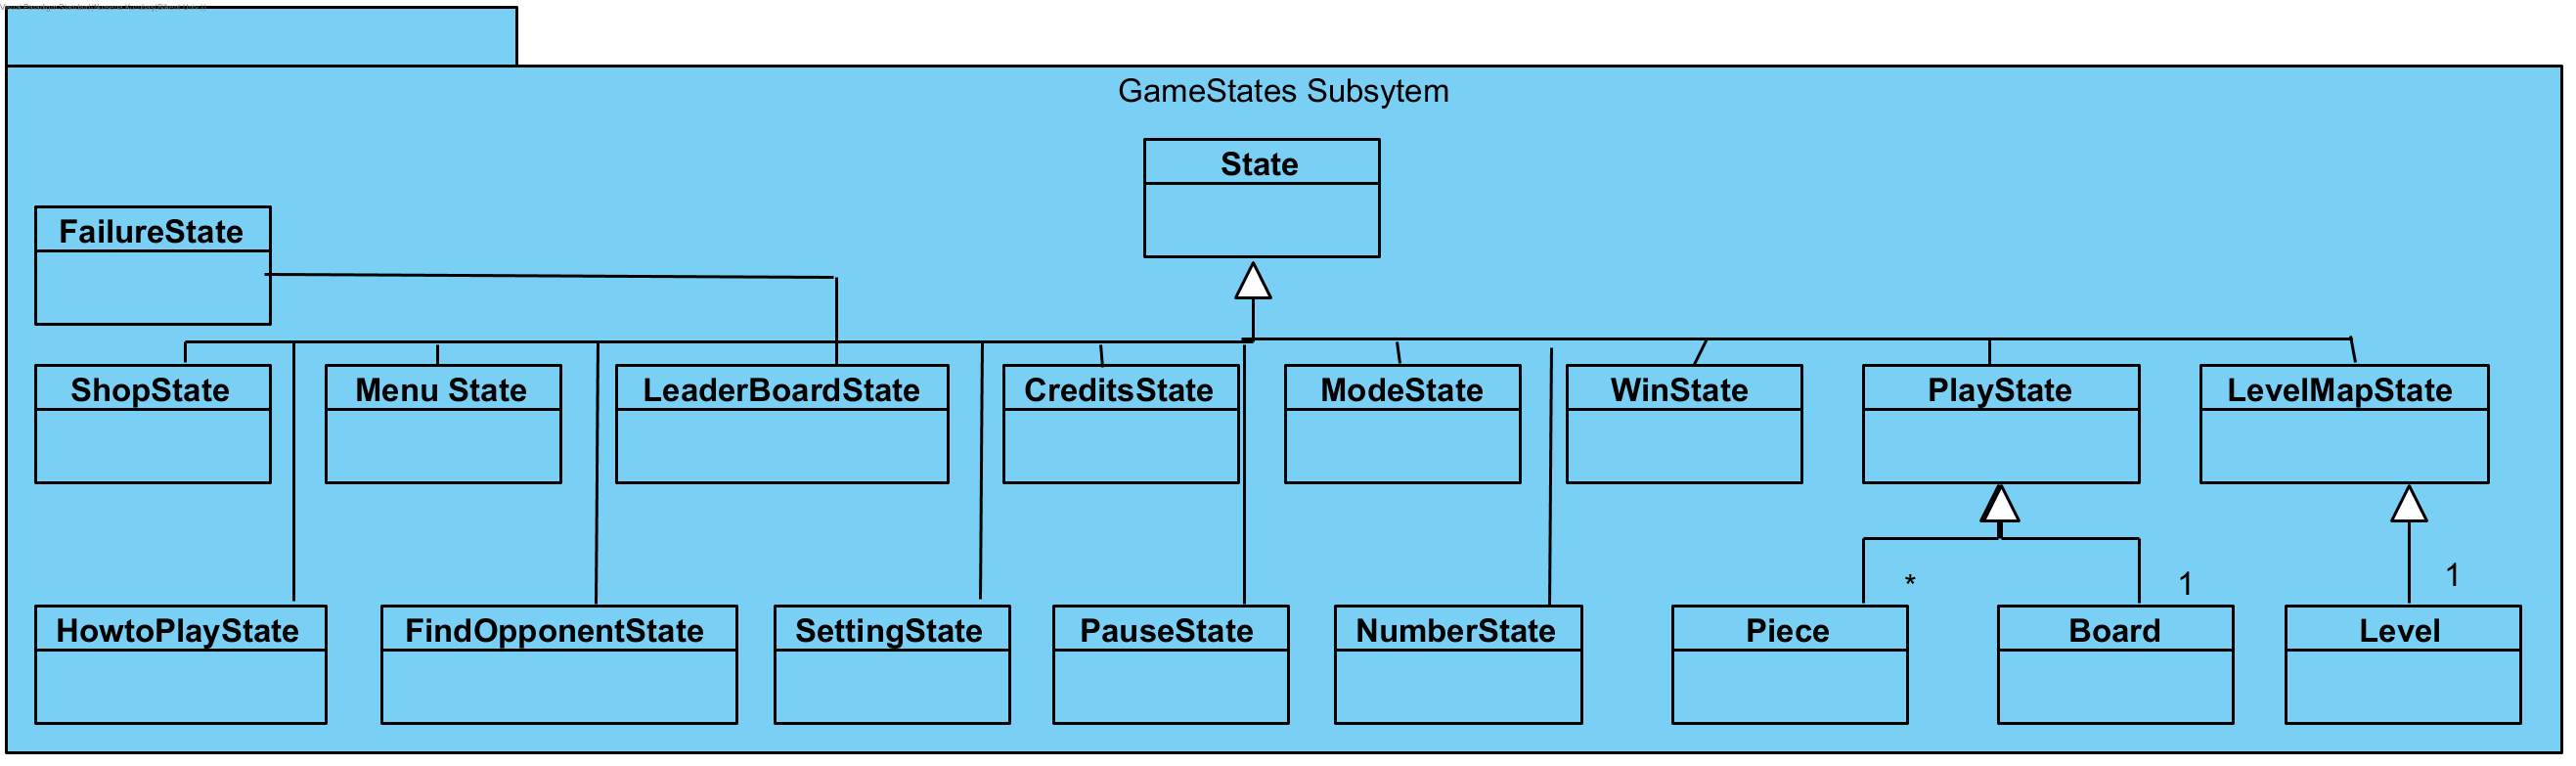 GameStates Subsytem
State
FailureState
ShopState
Menu State
LeaderBoardState
CreditsState
ModeState
WinState
PlayState
LevelMapState
*
1
1
HowtoPlayState
FindOpponentState
SettingState
PauseState
NumberState
Piece
Board
Level